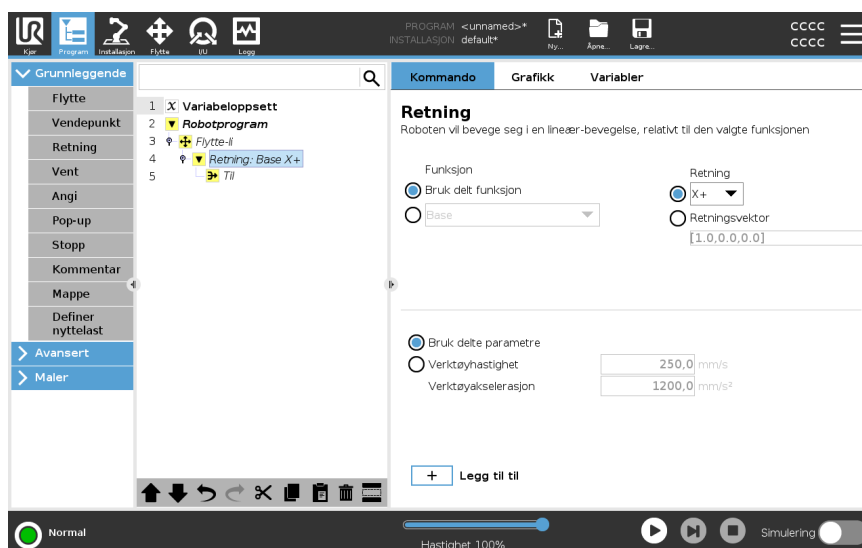 UR
Kjør
Program
Installasjon
Flytte
I/U
Logg
PROGRAM <unnamed>*
INSTALLASJON default*
Ny...
Åpne...
Lagre...
cccc
cccc
Grunnleggende
Flytte
Vendepunkt
Retning
Vent
Angi
Pop-up
Stopp
Kommentar
Mappe
Definer
nyttelast
Avansert
Maler
1 X Variabeloppsett
2 Robotprogram
3 Flytte-li
4 Retning: Base X+
5 Til
Kommando Grafikk Variabler
Retning
Roboten vil bevege seg i en lineær-bevegelse, relativt til den valgte funksjonen
Funksjon
Bruk delt funksjon
Base
Retning
X+
Retningsvektor
[1.0,0.0,0.0]
Bruk delte parametre
Verktøyhastighet 250,0 mm/s
Verktøyakselerasjon 1200,0 mm/s²
+ Legg til til
Normal
Hastighet 100%
Simulering